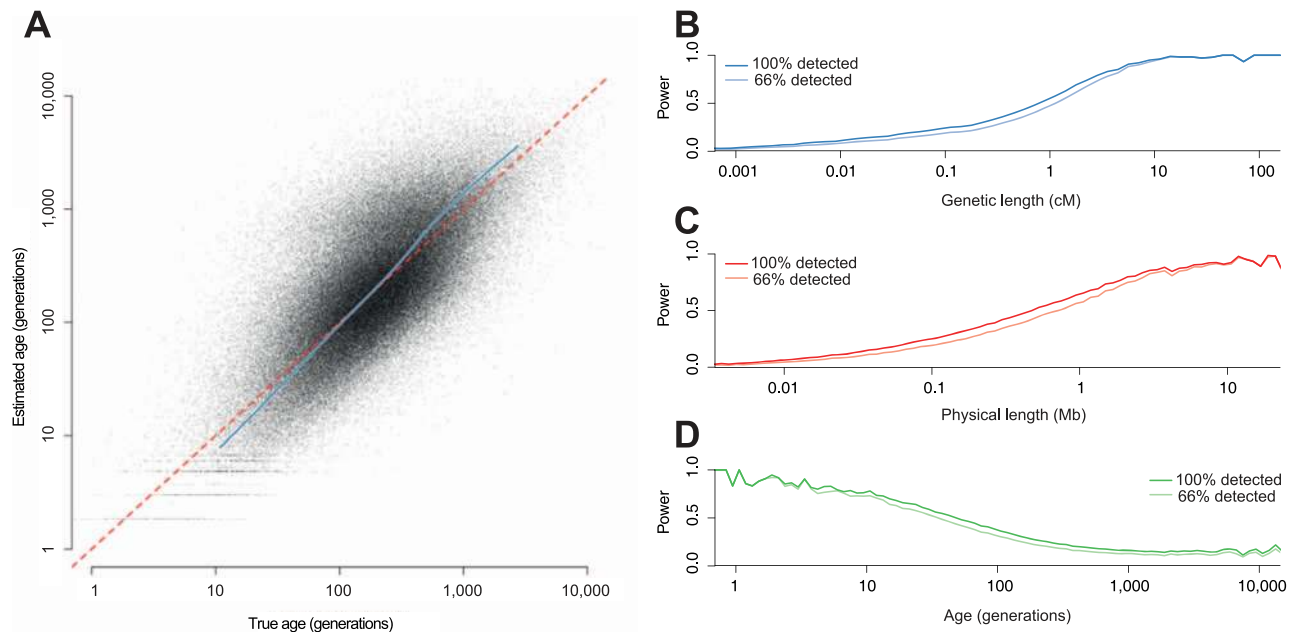 A
Estimated age (generations)
10,000
1,000
100
10
1
1
10
100
1,000
10,000
True age (generations)
B
Power
1.0
0.5
0.0
100% detected
66% detected
0.001
0.01
0.1
1
10
100
Genetic length (cM)
C
Power
1.0
0.5
0.0
100% detected
66% detected
0.01
0.1
1
10
Physical length (Mb)
D
Power
1.0
0.5
0.0
100% detected
66% detected
1
10
100
1,000
10,000
Age (generations)